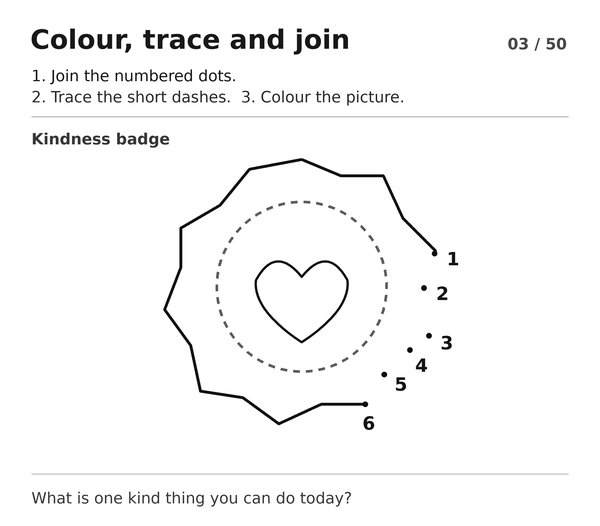 Colour, trace and join
03 / 50
1. Join the numbered dots.
2. Trace the short dashes.  3. Colour the picture.
Kindness badge
1
2
3
4
5
6
What is one kind thing you can do today?